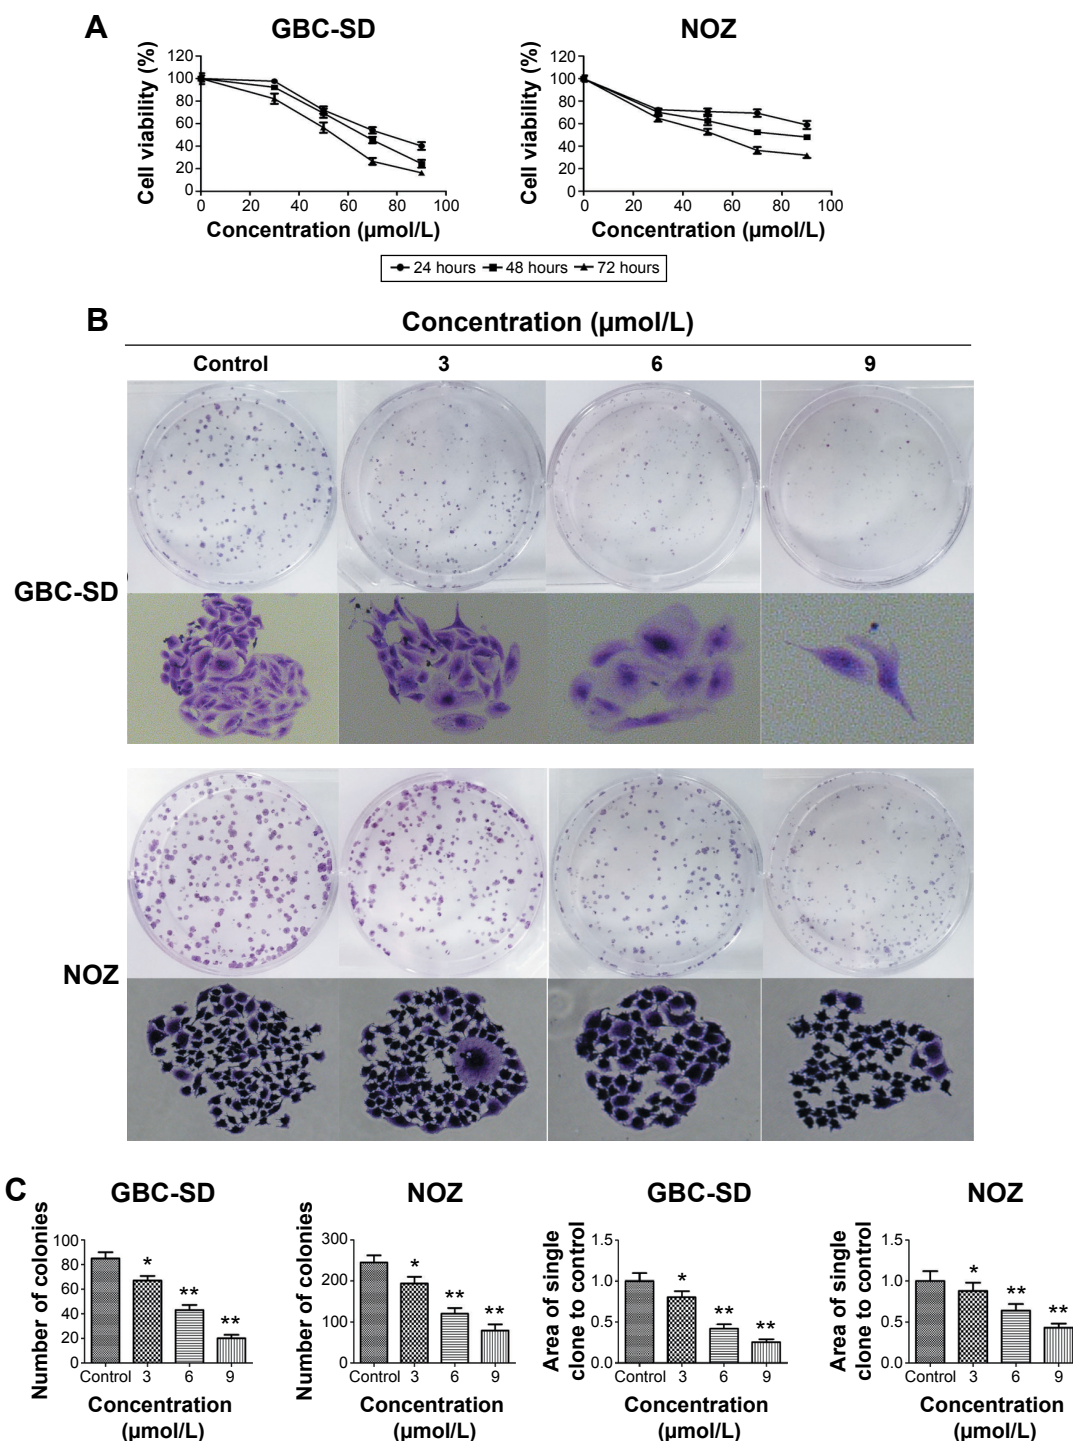 A
GBC-SD
NOZ
Cell viability (%)
120
100
80
60
40
20
0
0 20 40 60 80 100
Concentration (µmol/L)
Cell viability (%)
120
100
80
60
40
20
0
0 20 40 60 80 100
Concentration (µmol/L)
24 hours 48 hours 72 hours
B
Concentration (µmol/L)
Control 3 6 9
GBC-SD
NOZ
C
GBC-SD
Number of colonies
100
80
60
40
20
0
* ** **
Control 3 6 9
Concentration
(µmol/L)
NOZ
Number of colonies
300
200
100
0
* ** **
Control 3 6 9
Concentration
(µmol/L)
GBC-SD
Area of single
clone to control
1.5
1.0
0.5
0.0
* ** **
Control 3 6 9
Concentration
(µmol/L)
NOZ
Area of single
clone to control
1.5
1.0
0.5
0.0
* ** **
Control 3 6 9
Concentration
(µmol/L)